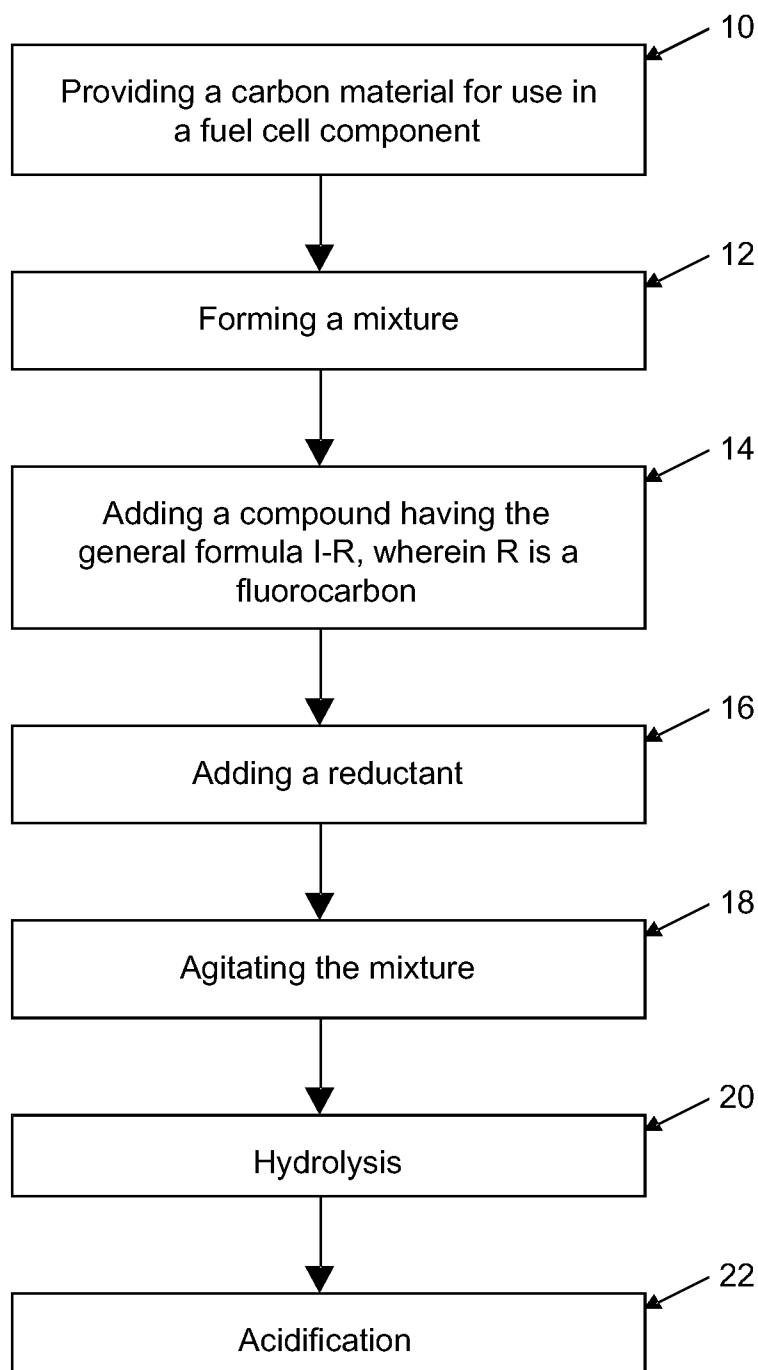 10
Providing a carbon material for use in
a fuel cell component
12
Forming a mixture
14
Adding a compound having the
general formula I-R, wherein R is a
fluorocarbon
16
Adding a reductant
18
Agitating the mixture
20
Hydrolysis
22
Acidification